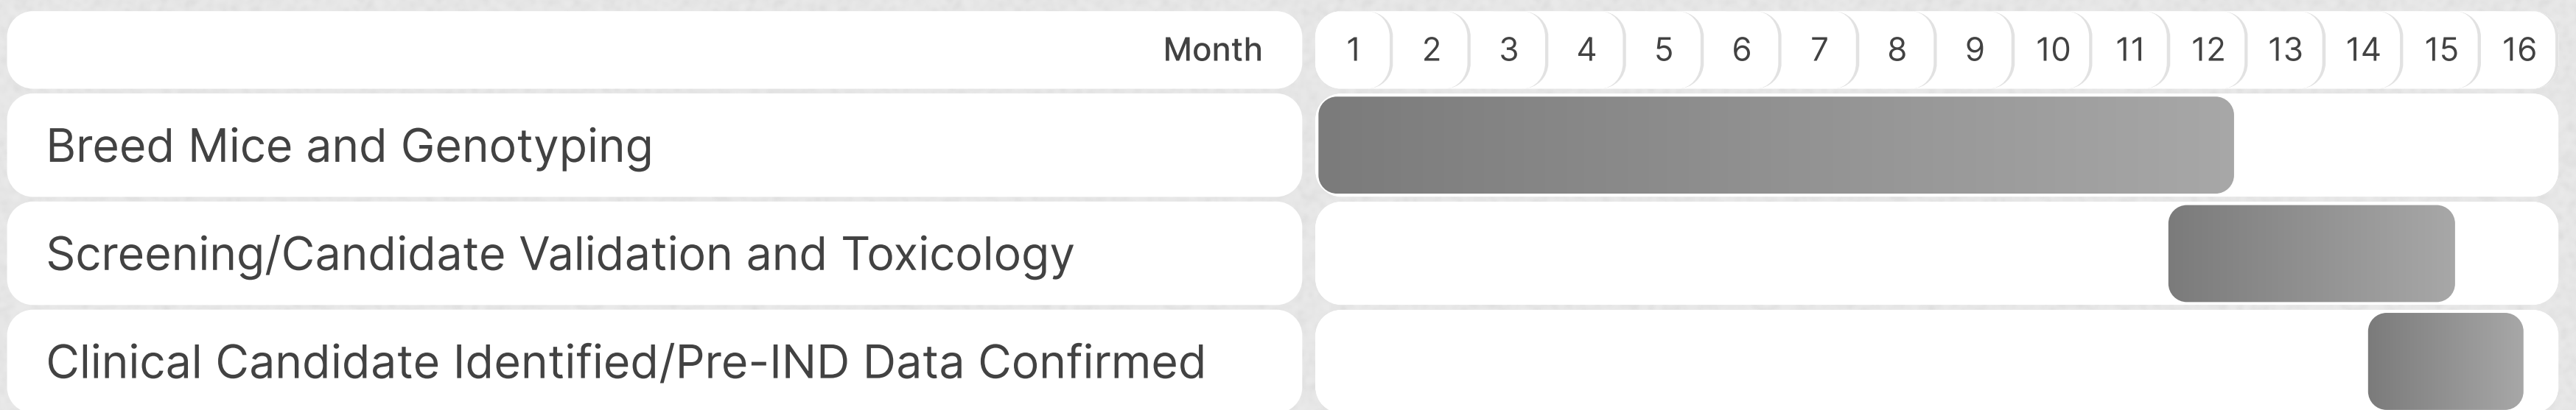 Month 1 2 3 4 5 6 7 8 9 10 11 12 13 14 15 16
Breed Mice and Genotyping
Screening/Candidate Validation and Toxicology
Clinical Candidate Identified/Pre-IND Data Confirmed